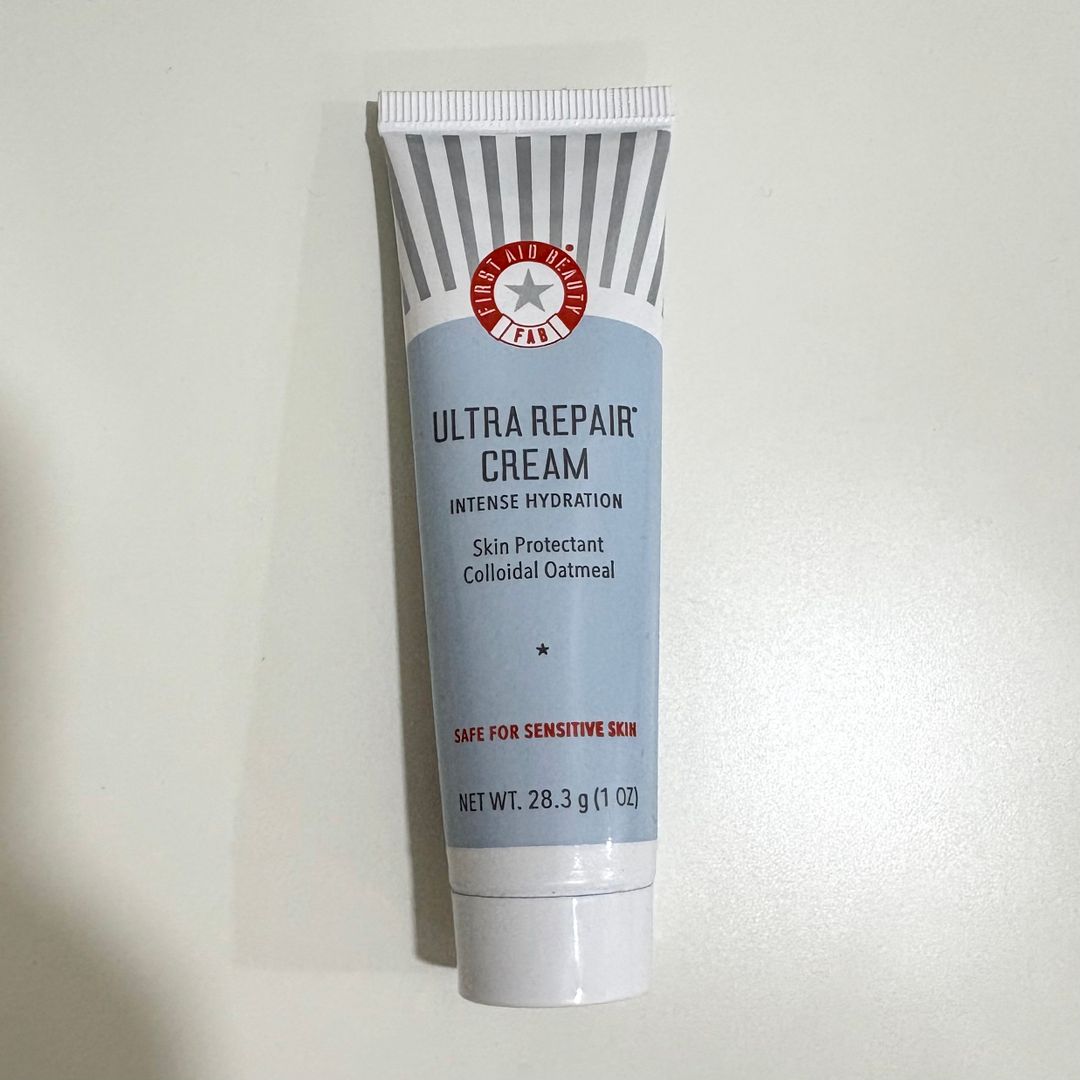 FIRST AID BEAUTY
FAB
ULTRA REPAIR®
CREAM
INTENSE HYDRATION
Skin Protectant
Colloidal Oatmeal
SAFE FOR SENSITIVE SKIN
NET WT. 28.3 g (1 OZ)